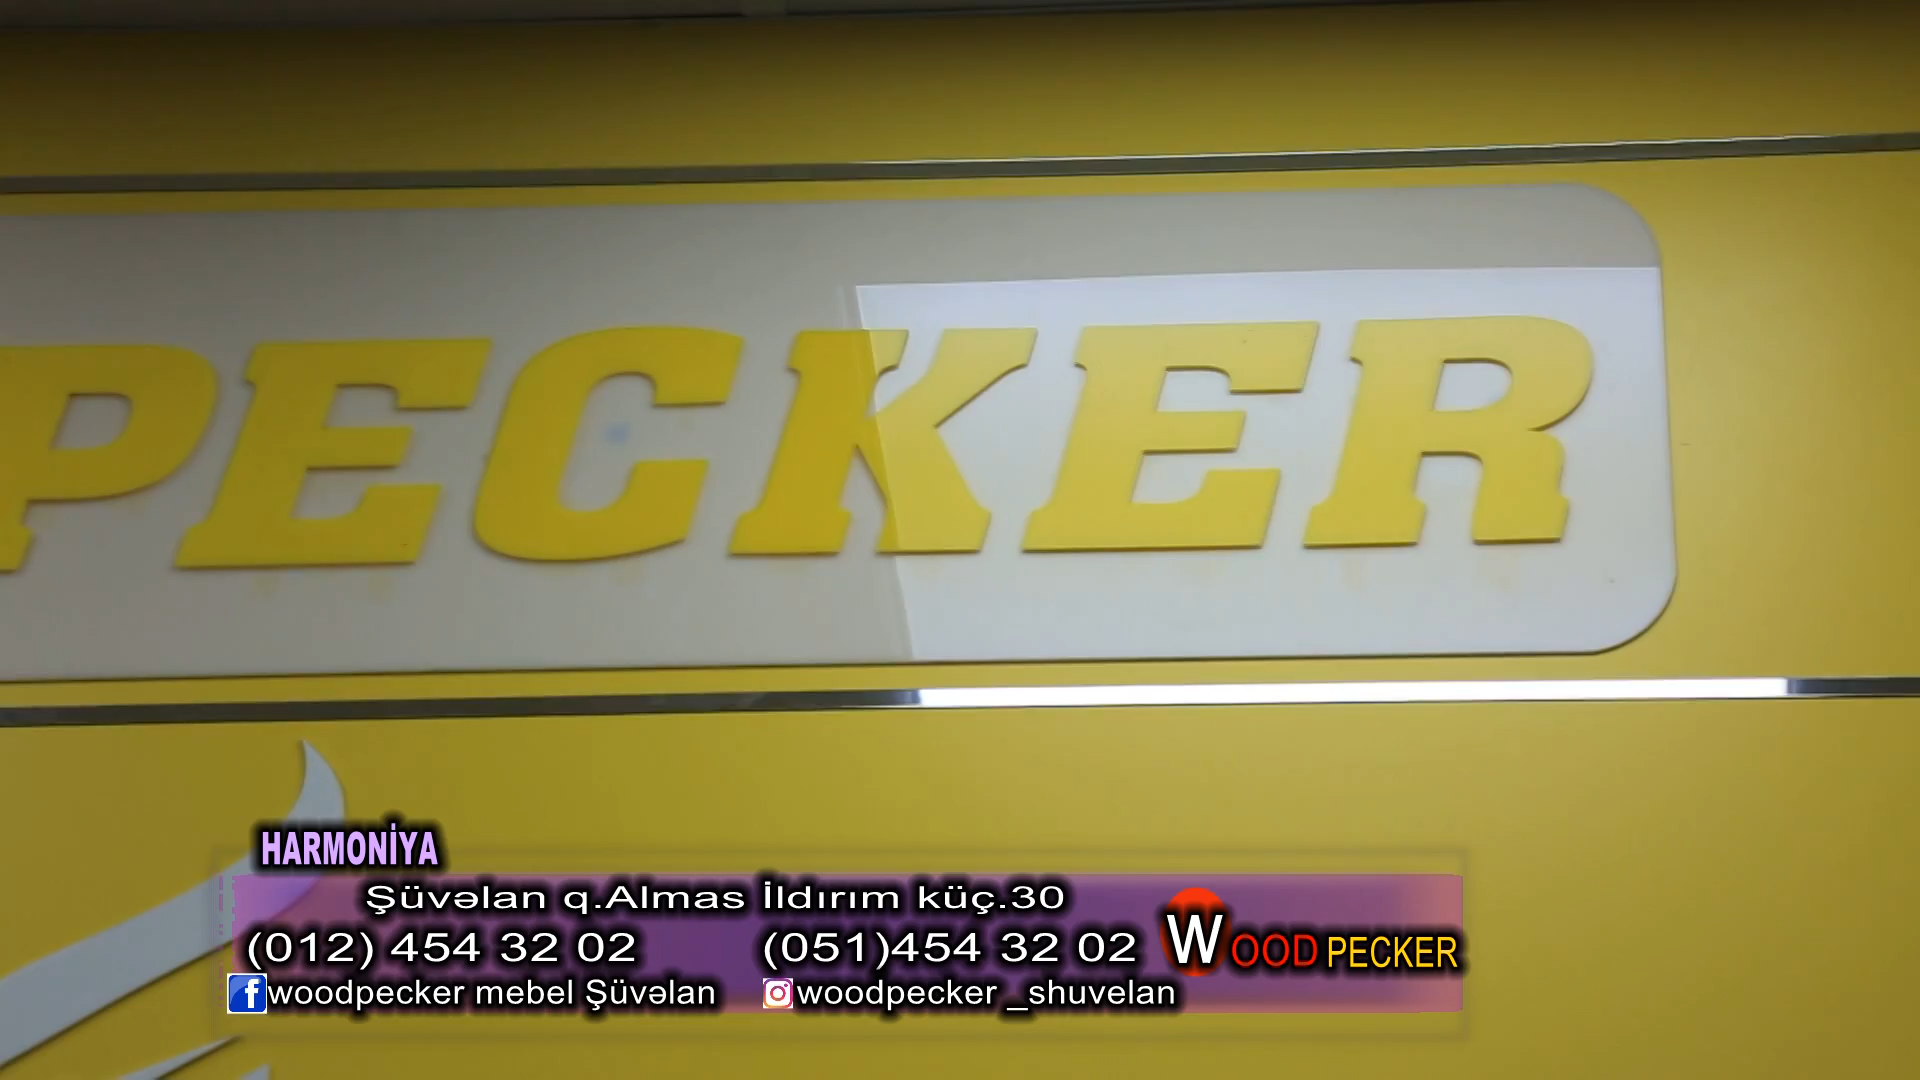 PECKER
HARMONİYA
Şüvəlan q.Almas İldırım küç.30
(012) 454 32 02 (051)454 32 02
WOOD PECKER
woodpecker mebel Şüvəlan woodpecker _shuvelan